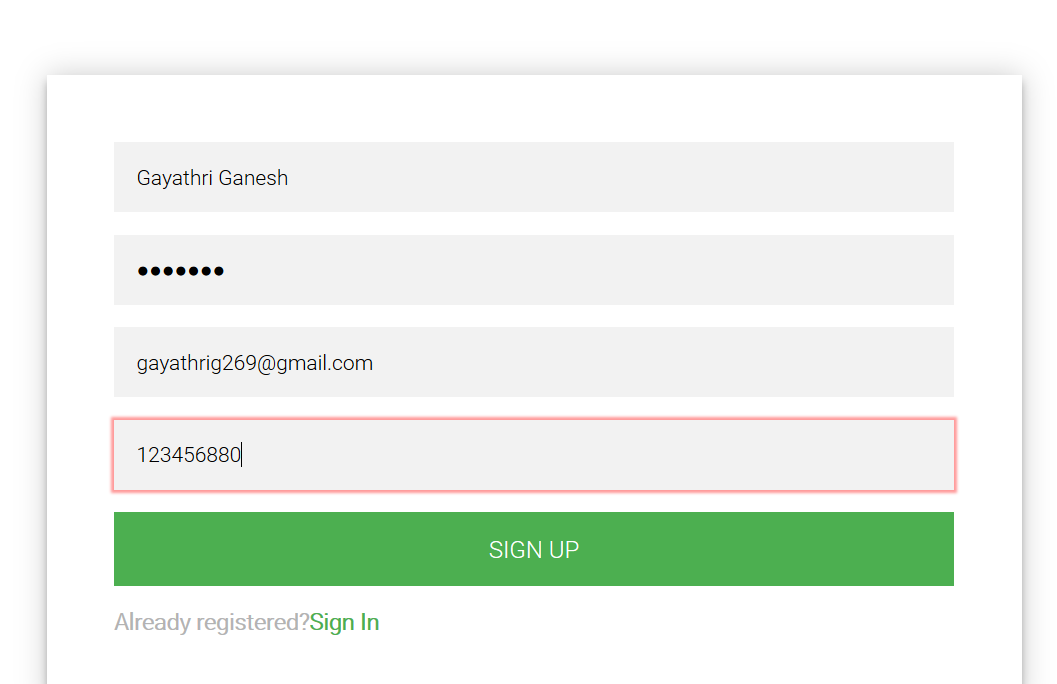 Gayathri Ganesh
•••••••
gayathrig269@gmail.com
123456880
SIGN UP
Already registered?Sign In